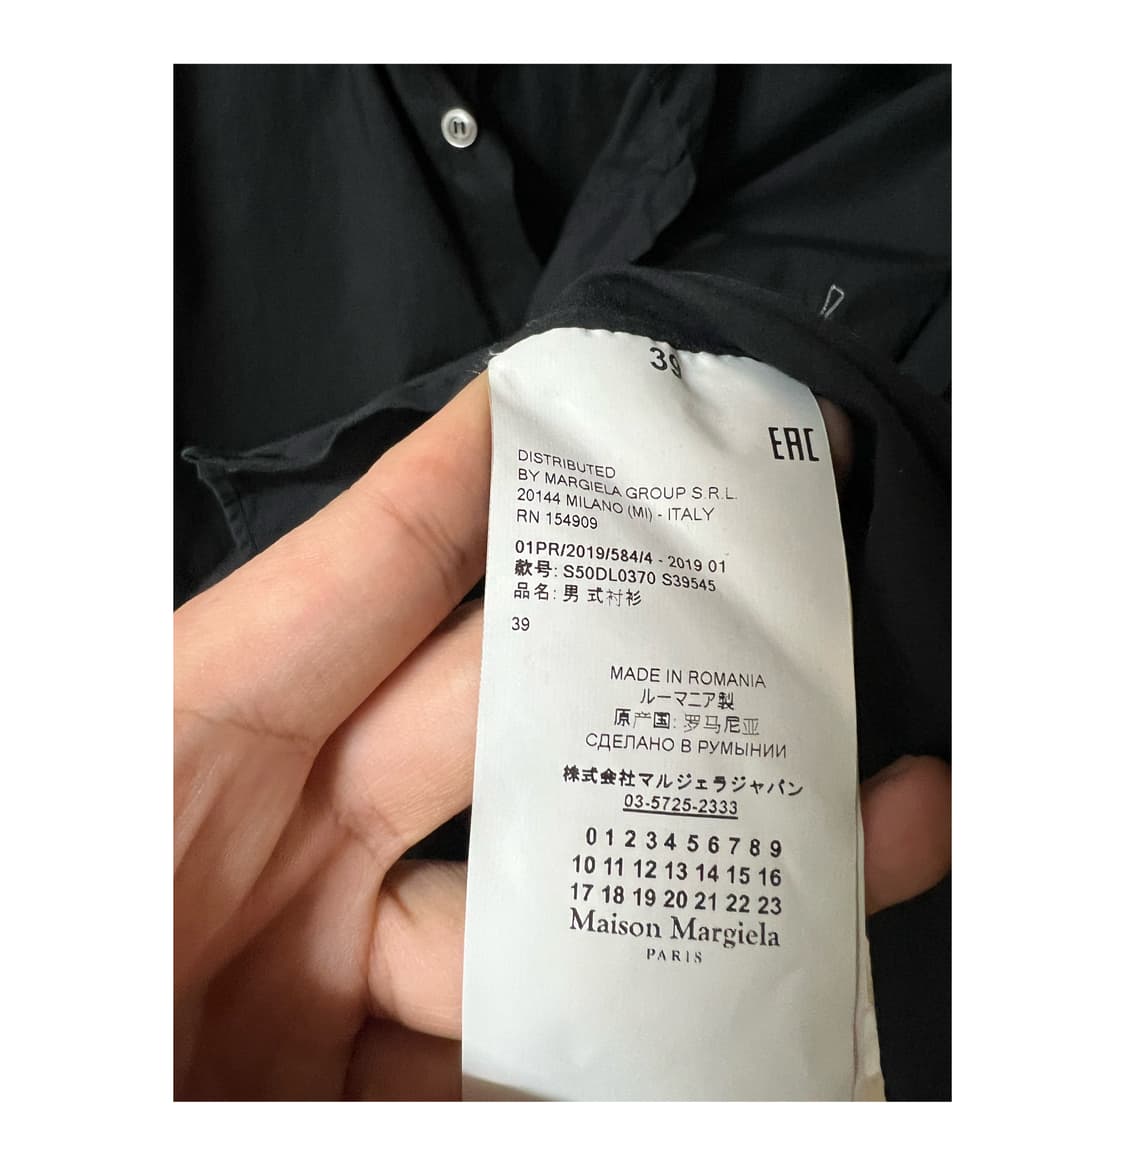 39
EAC
DISTRIBUTED
BY MARGIELA GROUP S.R.L.
20144 MILANO (MI) - ITALY
RN 154909
01PR/2019/584/4 - 2019 01
款号: S50DL0370 S39545
品名: 男 式衬衫
39
MADE IN ROMANIA
ルーマニア製
原产国: 罗马尼亚
СДЕЛАНО В РУМЫНИИ
株式会社マルジェラジャパン
03-5725-2333
0 1 2 3 4 5 6 7 8 9
10 11 12 13 14 15 16
17 18 19 20 21 22 23
Maison Margiela
PARIS